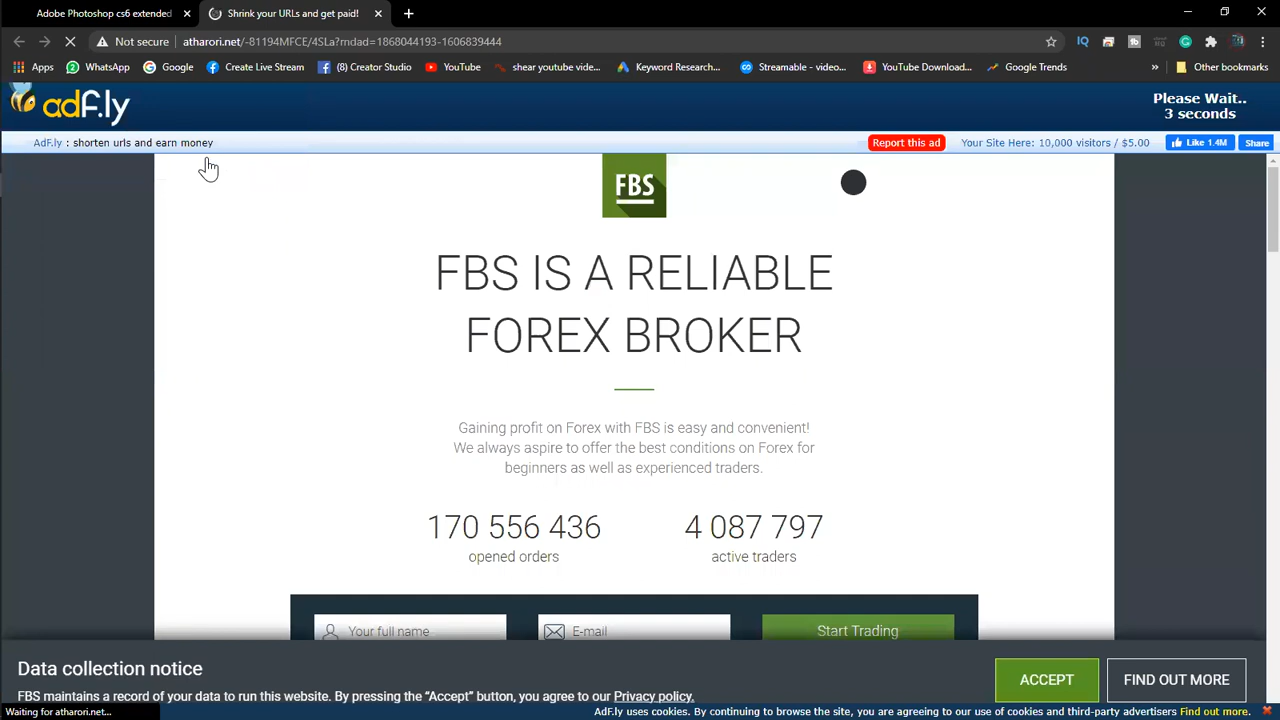 Adobe Photoshop cs6 extended
Shrink your URLs and get paid!
Not secure
atharori.net/-81194MFCE/4SLa?rndad=1868044193-1606839444
Apps
WhatsApp
Google
Create Live Stream
(8) Creator Studio
YouTube
shear youtube vide...
Keyword Research...
Streamable - video...
YouTube Download...
Google Trends
»
Other bookmarks
adf.ly
Please Wait..
3 seconds
AdF.ly : shorten urls and earn money
Report this ad
Your Site Here: 10,000 visitors / $5.00
Like 1.4M
Share
FBS
FBS IS A RELIABLE
FOREX BROKER
Gaining profit on Forex with FBS is easy and convenient!
We always aspire to offer the best conditions on Forex for
beginners as well as experienced traders.
170 556 436
4 087 797
opened orders
active traders
Your full name
E-mail
Start Trading
Data collection notice
FBS maintains a record of your data to run this website. By pressing the “Accept” button, you agree to our Privacy policy.
ACCEPT
FIND OUT MORE
Waiting for atharori.net...
AdF.ly uses cookies. By continuing to browse the site, you are agreeing to our use of cookies and third-party advertisers Find out more.